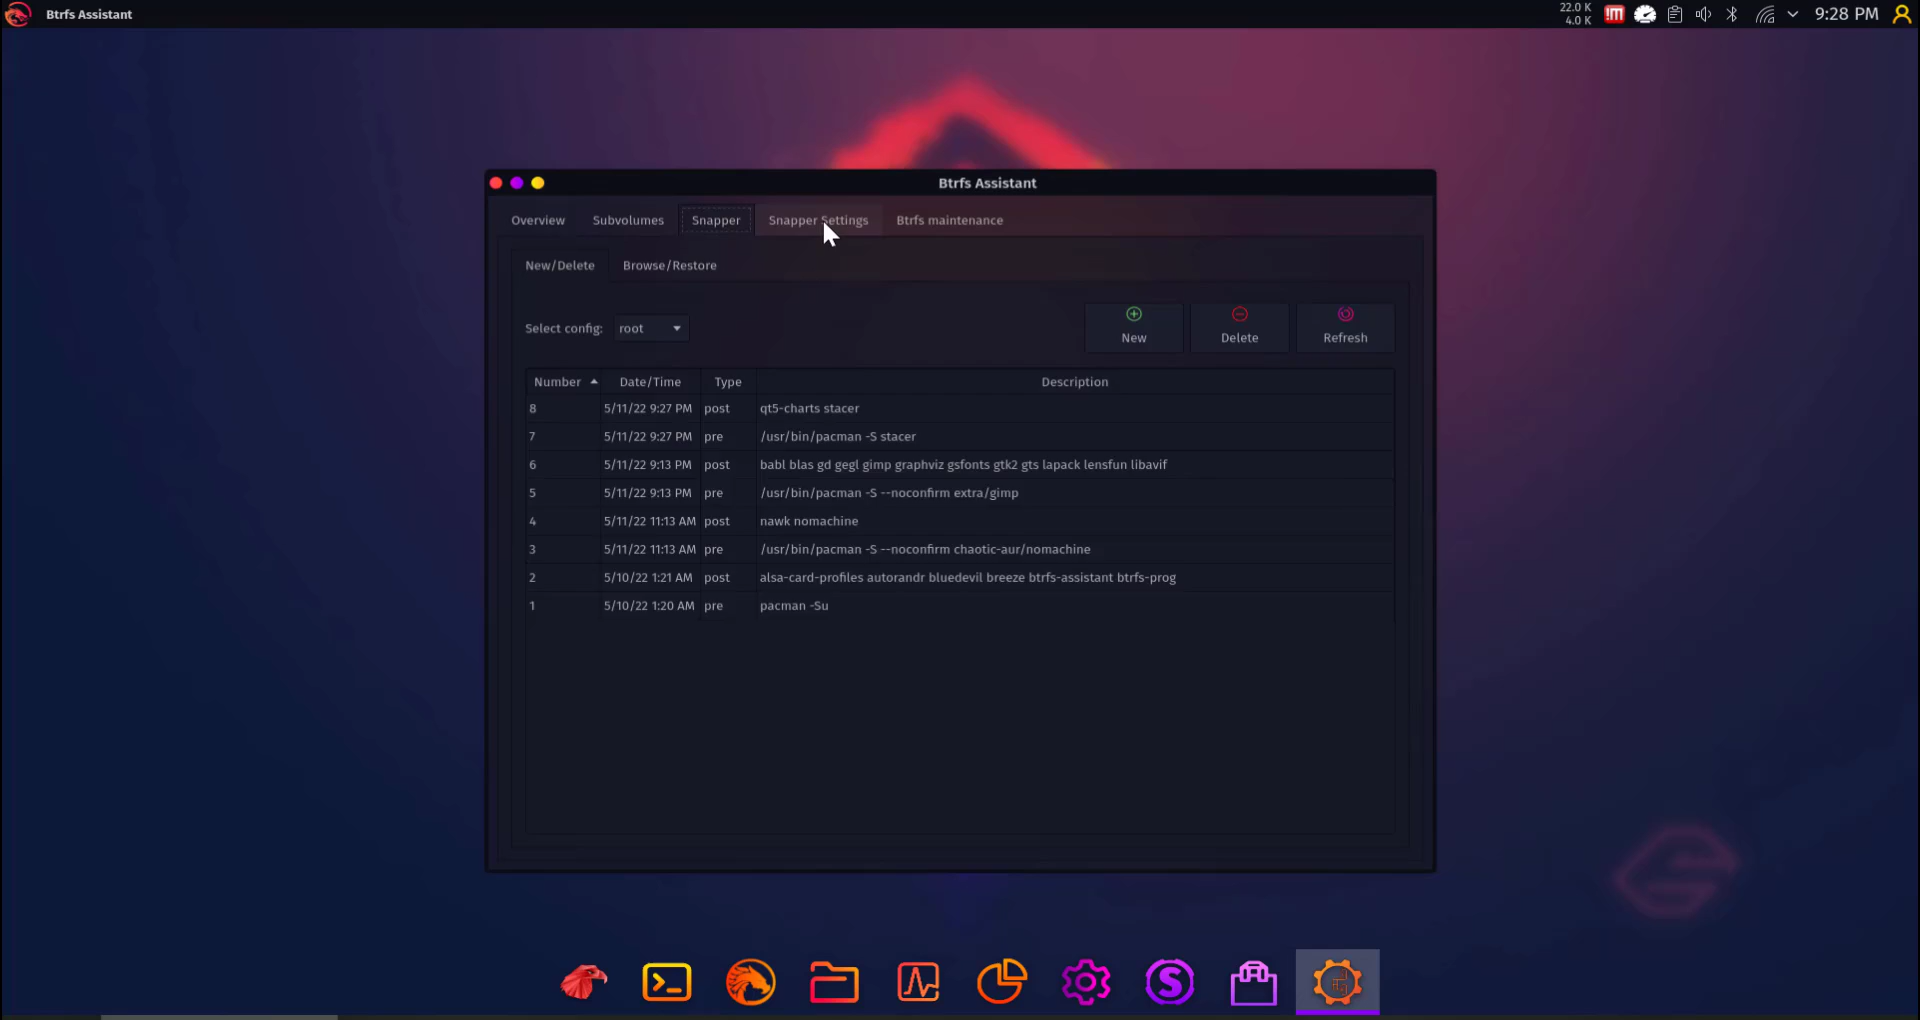 Btrfs Assistant
22.0 K
4.0 K
9:28 PM
Btrfs Assistant
Overview Subvolumes Snapper Snapper Settings Btrfs maintenance
New/Delete Browse/Restore
Select config: root New Delete Refresh
Number Date/Time Type Description
8 5/11/22 9:27 PM post qt5-charts stacer
7 5/11/22 9:27 PM pre /usr/bin/pacman -S stacer
6 5/11/22 9:13 PM post babl blas gd gegl gimp graphviz gsfonts gtk2 gts lapack lensfun libavif
5 5/11/22 9:13 PM pre /usr/bin/pacman -S --noconfirm extra/gimp
4 5/11/22 11:13 AM post nawk nomachine
3 5/11/22 11:13 AM pre /usr/bin/pacman -S --noconfirm chaotic-aur/nomachine
2 5/10/22 1:21 AM post alsa-card-profiles autorandr bluedevil breeze btrfs-assistant btrfs-prog
1 5/10/22 1:20 AM pre pacman -Su